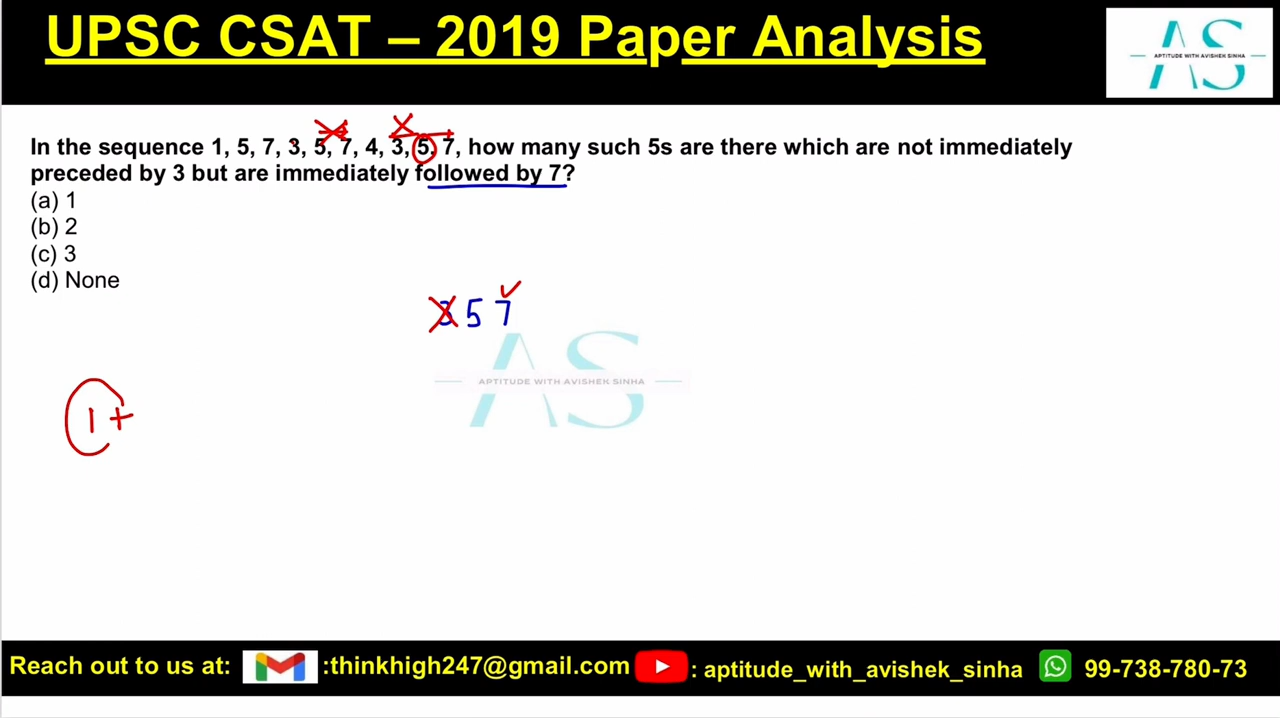 UPSC CSAT – 2019 Paper Analysis
AS
APTITUDE WITH AVISHEK SINHA
In the sequence 1, 5, 7, 3, 5, 7, 4, 3, 5, 7, how many such 5s are there which are not immediately
preceded by 3 but are immediately followed by 7?
(a) 1
(b) 2
(c) 3
(d) None
3 5 7
AS
APTITUDE WITH AVISHEK SINHA
1 +
Reach out to us at: :thinkhigh247@gmail.com : aptitude_with_avishek_sinha 99-738-780-73